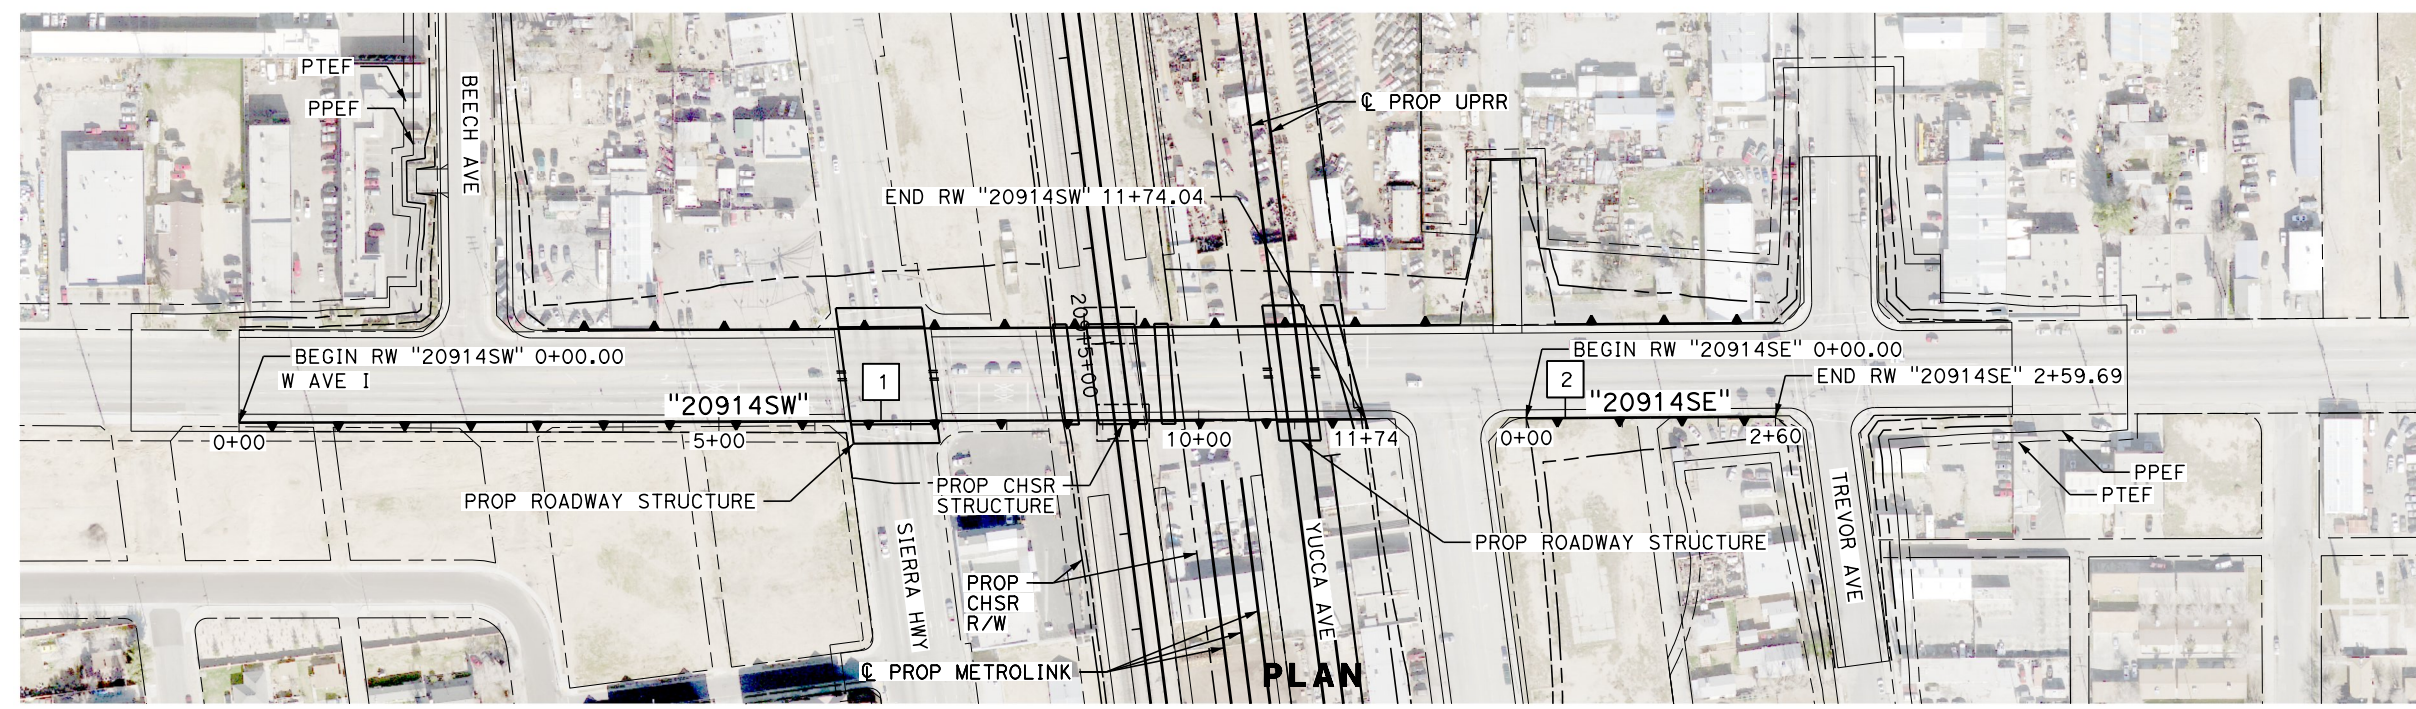 PTEF
PPEF
BEECH AVE
℄ PROP UPRR
END RW "20914SW" 11+74.04
20915+00
BEGIN RW "20914SW" 0+00.00
W AVE I
1
BEGIN RW "20914SE" 0+00.00
2
END RW "20914SE" 2+59.69
"20914SW"
"20914SE"
0+00
5+00
10+00
11+74
0+00
2+60
PROP ROADWAY STRUCTURE
PROP CHSR
STRUCTURE
PPEF
PTEF
TREVOR AVE
SIERRA HWY
YUCCA AVE
PROP ROADWAY STRUCTURE
PROP
CHSR
R/W
℄ PROP METROLINK
PLAN